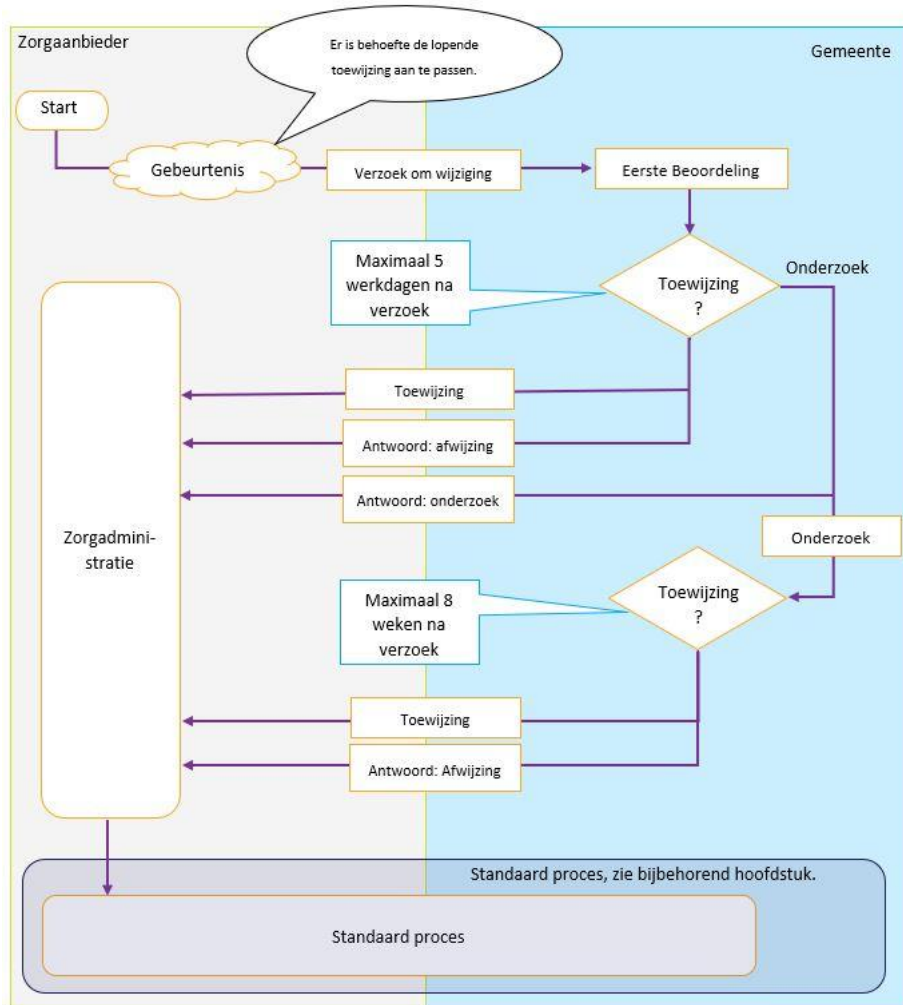 Zorgaanbieder
Er is behoefte de lopende
toewijzing aan te passen.
Gemeente
Start
Gebeurtenis
Verzoek om wijziging
Eerste Beoordeling
Maximaal 5
werkdagen na
verzoek
Toewijzing
?
Onderzoek
Toewijzing
Antwoord: afwijzing
Antwoord: onderzoek
Zorgadmini-
stratie
Onderzoek
Maximaal 8
weken na
verzoek
Toewijzing
?
Toewijzing
Antwoord: Afwijzing
Standaard proces, zie bijbehorend hoofdstuk.
Standaard proces